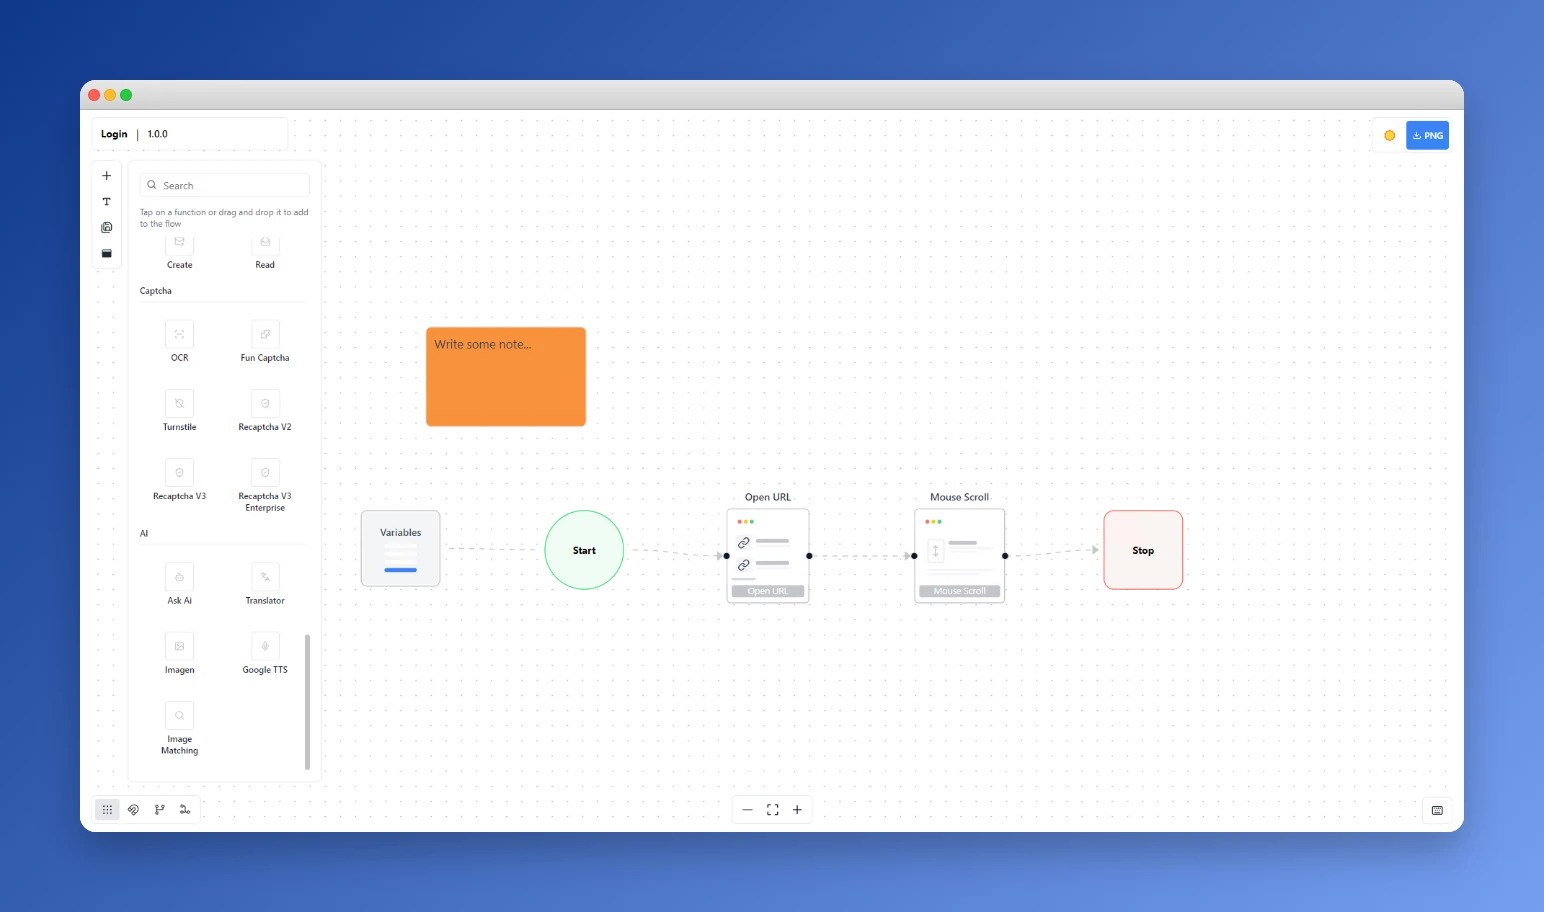 Login | 1.0.0
PNG
Search
Tap on a function or drag and drop it to add
to the flow
Create
Read
Captcha
OCR
Fun Captcha
Turnstile
Recaptcha V2
Recaptcha V3
Recaptcha V3
Enterprise
AI
Ask Ai
Translator
Imagen
Google TTS
Image
Matching
Write some note...
Variables
Start
Open URL
Open URL
Mouse Scroll
Mouse Scroll
Stop